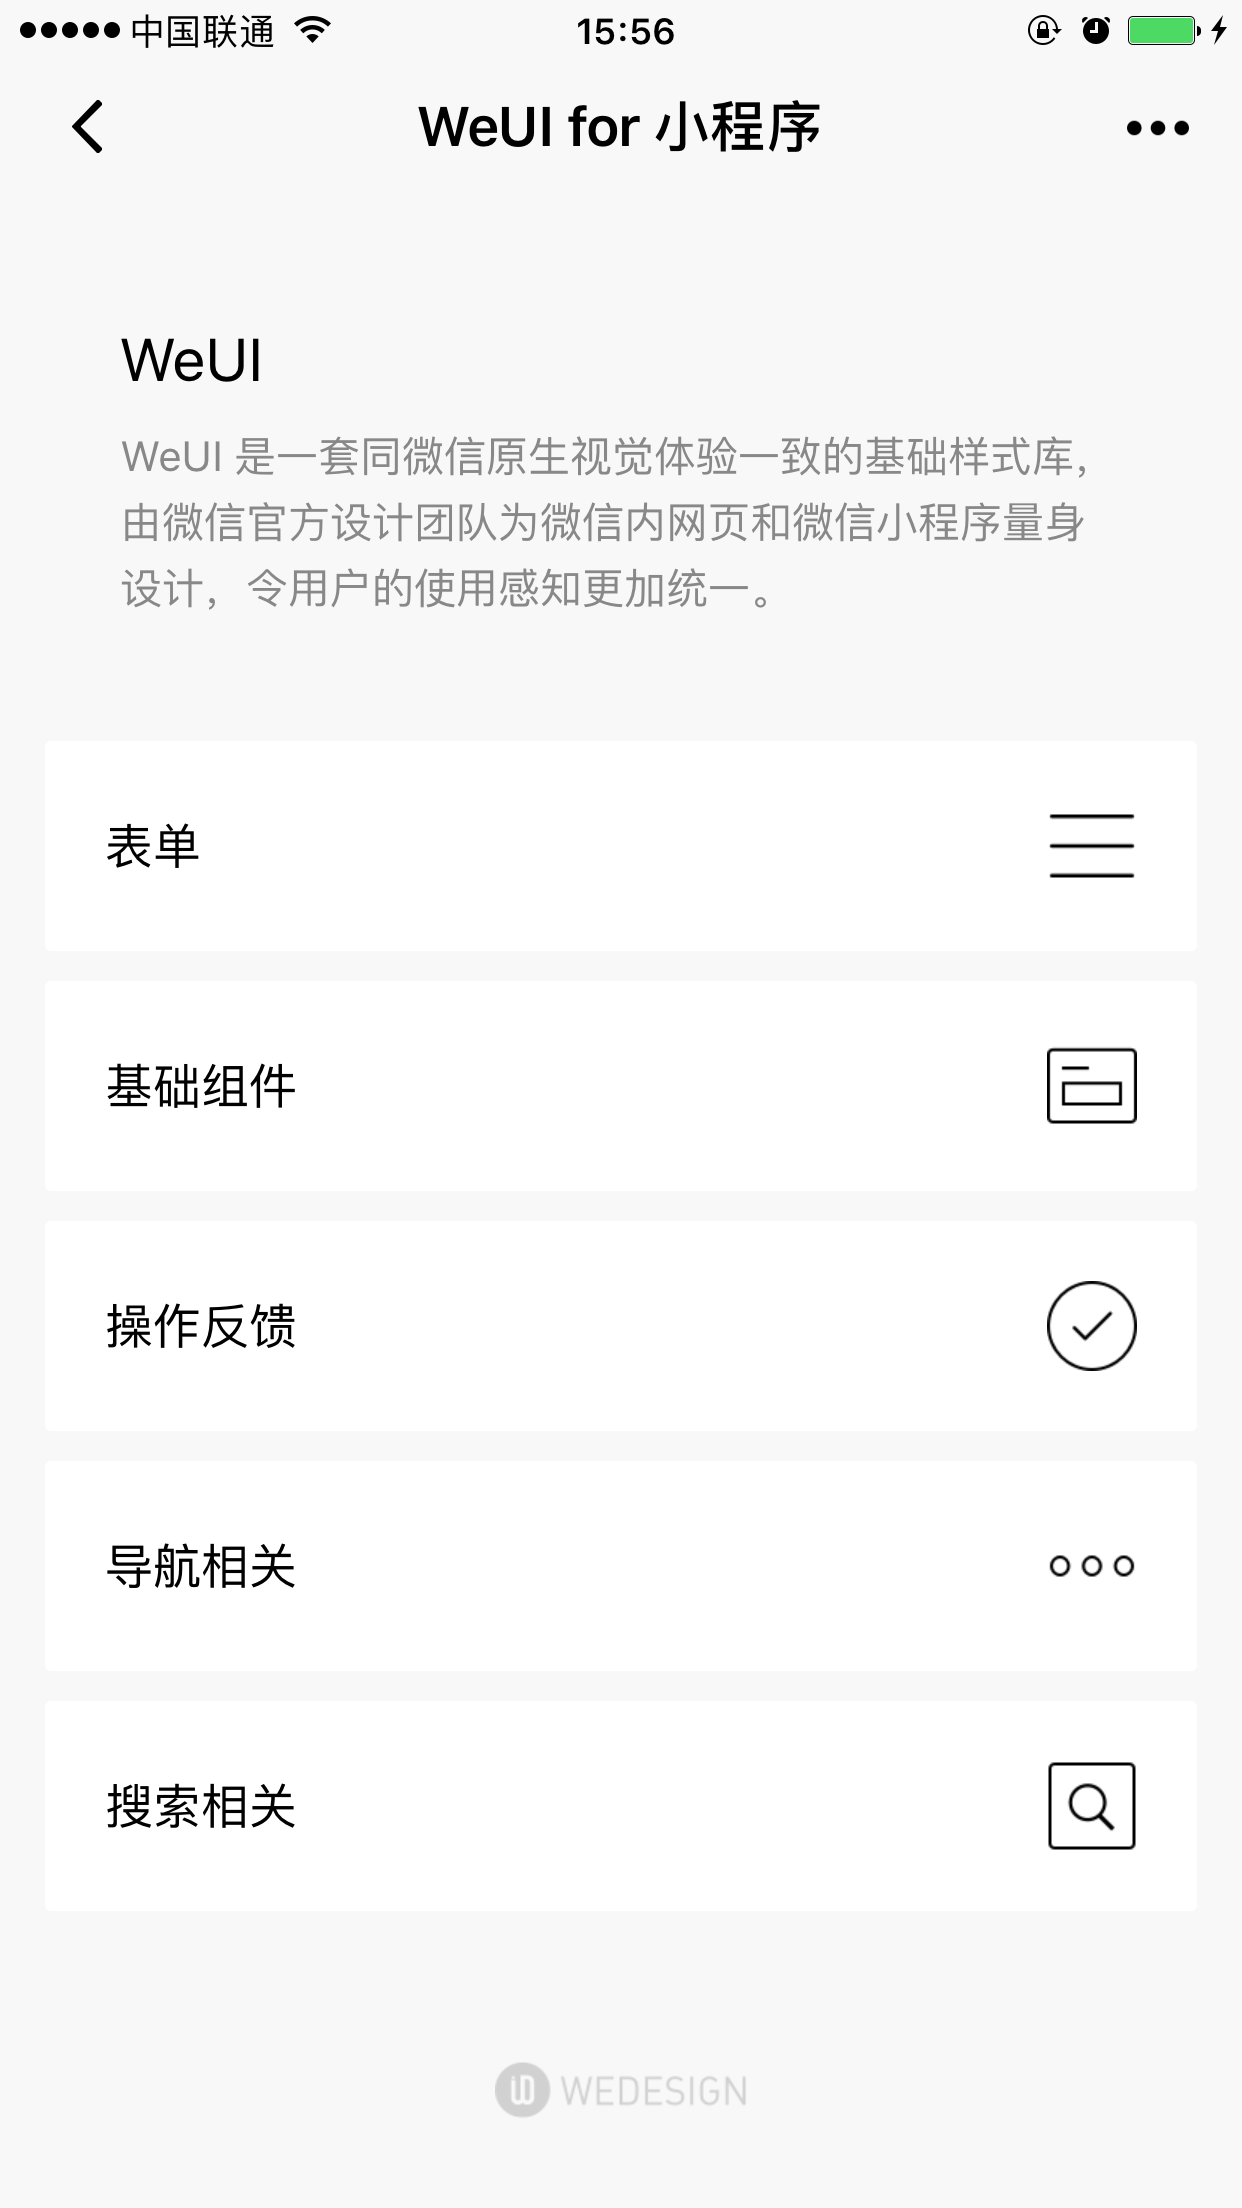 中国联通
15:56
WeUI for 小程序
WeUI
WeUI 是一套同微信原生视觉体验一致的基础样式库，
由微信官方设计团队为微信内网页和微信小程序量身
设计，令用户的使用感知更加统一。
表单
基础组件
操作反馈
导航相关
搜索相关
WEDESIGN